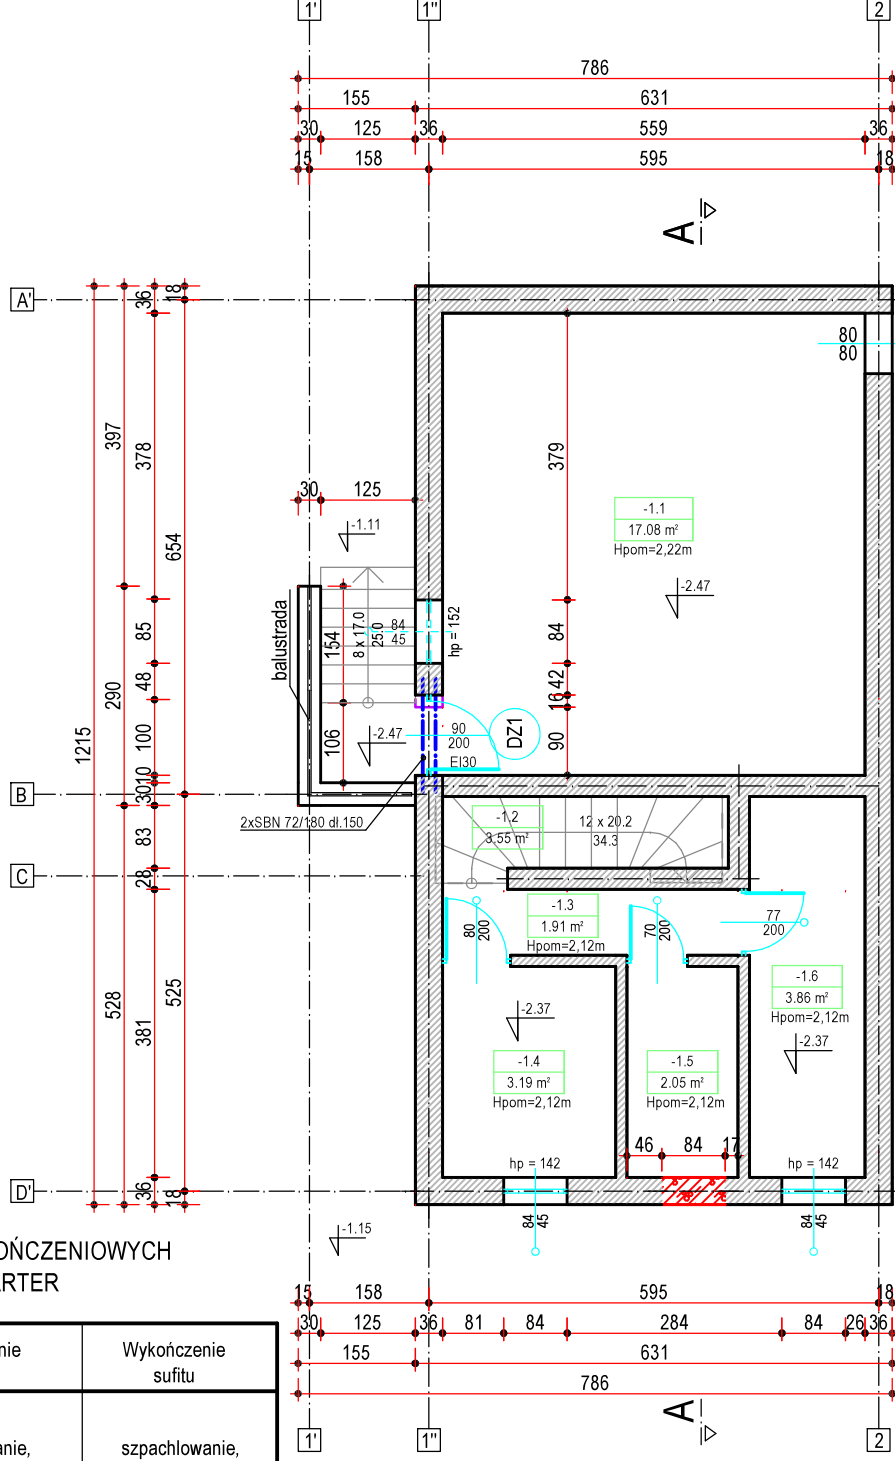 1' 1'' 2
786
155 631
30 125 36 559 36
15 158 595 18
A
A'
36 18
80
80
397
378
379
30 125
-1.11
-1.1
17.08 m²
Hpom=2,22m
654
-2.47
balustrada
154
8 x 17.0
25.0
84
45
hp = 152
85
84
48
42
16
290
1215
100
106
-2.47
90
200
EI30
DZ1
90
10
30
B
2xSBN 72/180 dł.150
-1.2
3.55 m²
12 x 20.2
34.3
83
C
28
-1.3
1.91 m²
Hpom=2,12m
80
200
70
200
77
200
-1.6
3.86 m²
Hpom=2,12m
528
525
381
-2.37
-2.37
-1.4
3.19 m²
Hpom=2,12m
-1.5
2.05 m²
Hpom=2,12m
46 84 17
hp = 142 hp = 142
D'
36 18
84
45
84
45
-1.15
OŃCZENIOWYCH
ARTER
15 158 595 18
30 125 36 81 84 284 84 26 36
155 631
786
nie
Wykończenie
sufitu
anie,
szpachlowanie,
A
1' 1'' 2